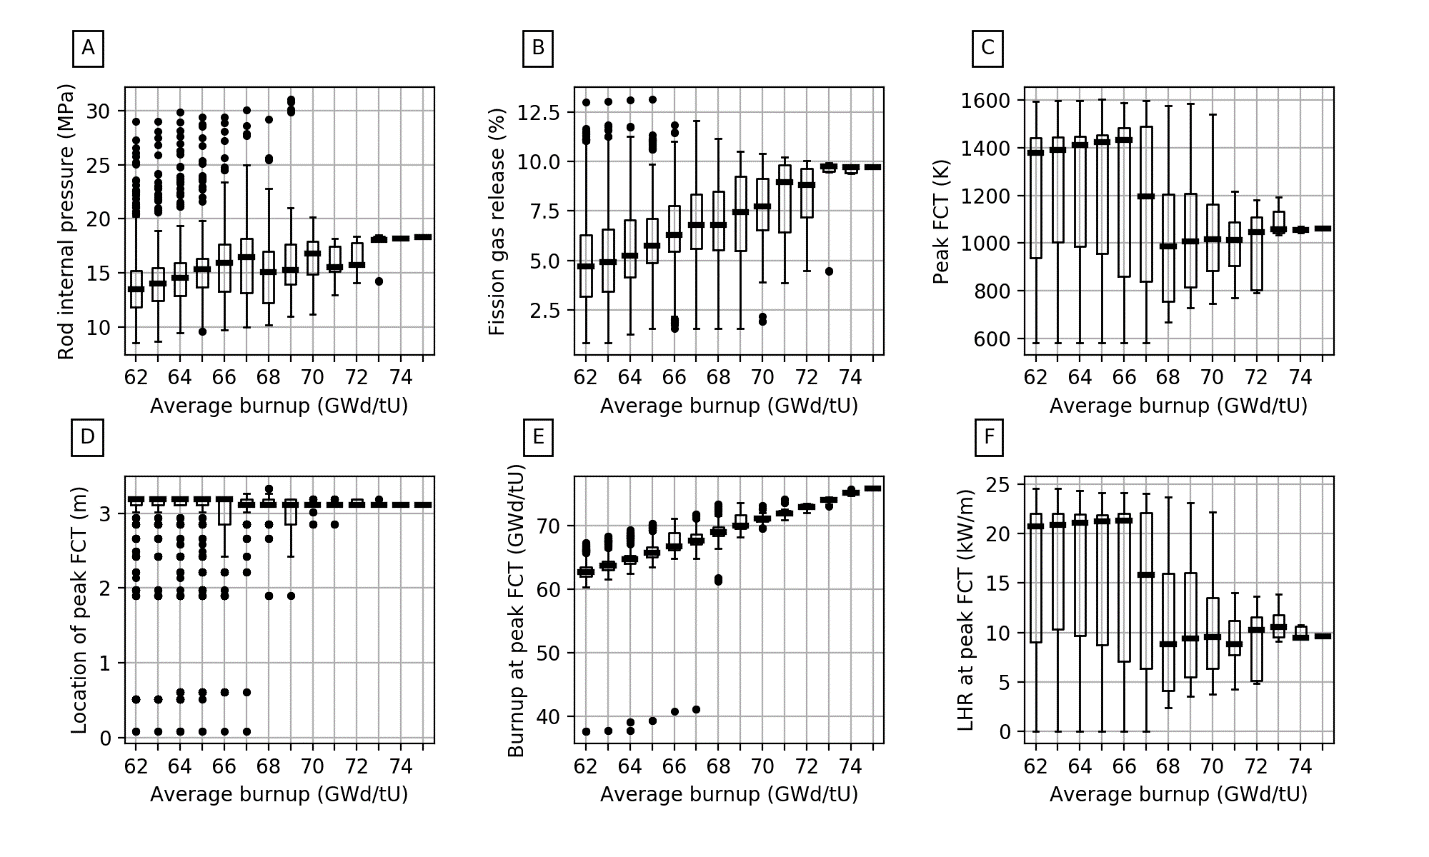 A
B
C
Rod internal pressure (MPa)
30
25
20
15
10
62 64 66 68 70 72 74
Average burnup (GWd/tU)
Fission gas release (%)
12.5
10.0
7.5
5.0
2.5
62 64 66 68 70 72 74
Average burnup (GWd/tU)
Peak FCT (K)
1600
1400
1200
1000
800
600
62 64 66 68 70 72 74
Average burnup (GWd/tU)
D
E
F
Location of peak FCT (m)
3
2
1
0
62 64 66 68 70 72 74
Average burnup (GWd/tU)
Burnup at peak FCT (GWd/tU)
70
60
50
40
62 64 66 68 70 72 74
Average burnup (GWd/tU)
LHR at peak FCT (kW/m)
25
20
15
10
5
0
62 64 66 68 70 72 74
Average burnup (GWd/tU)